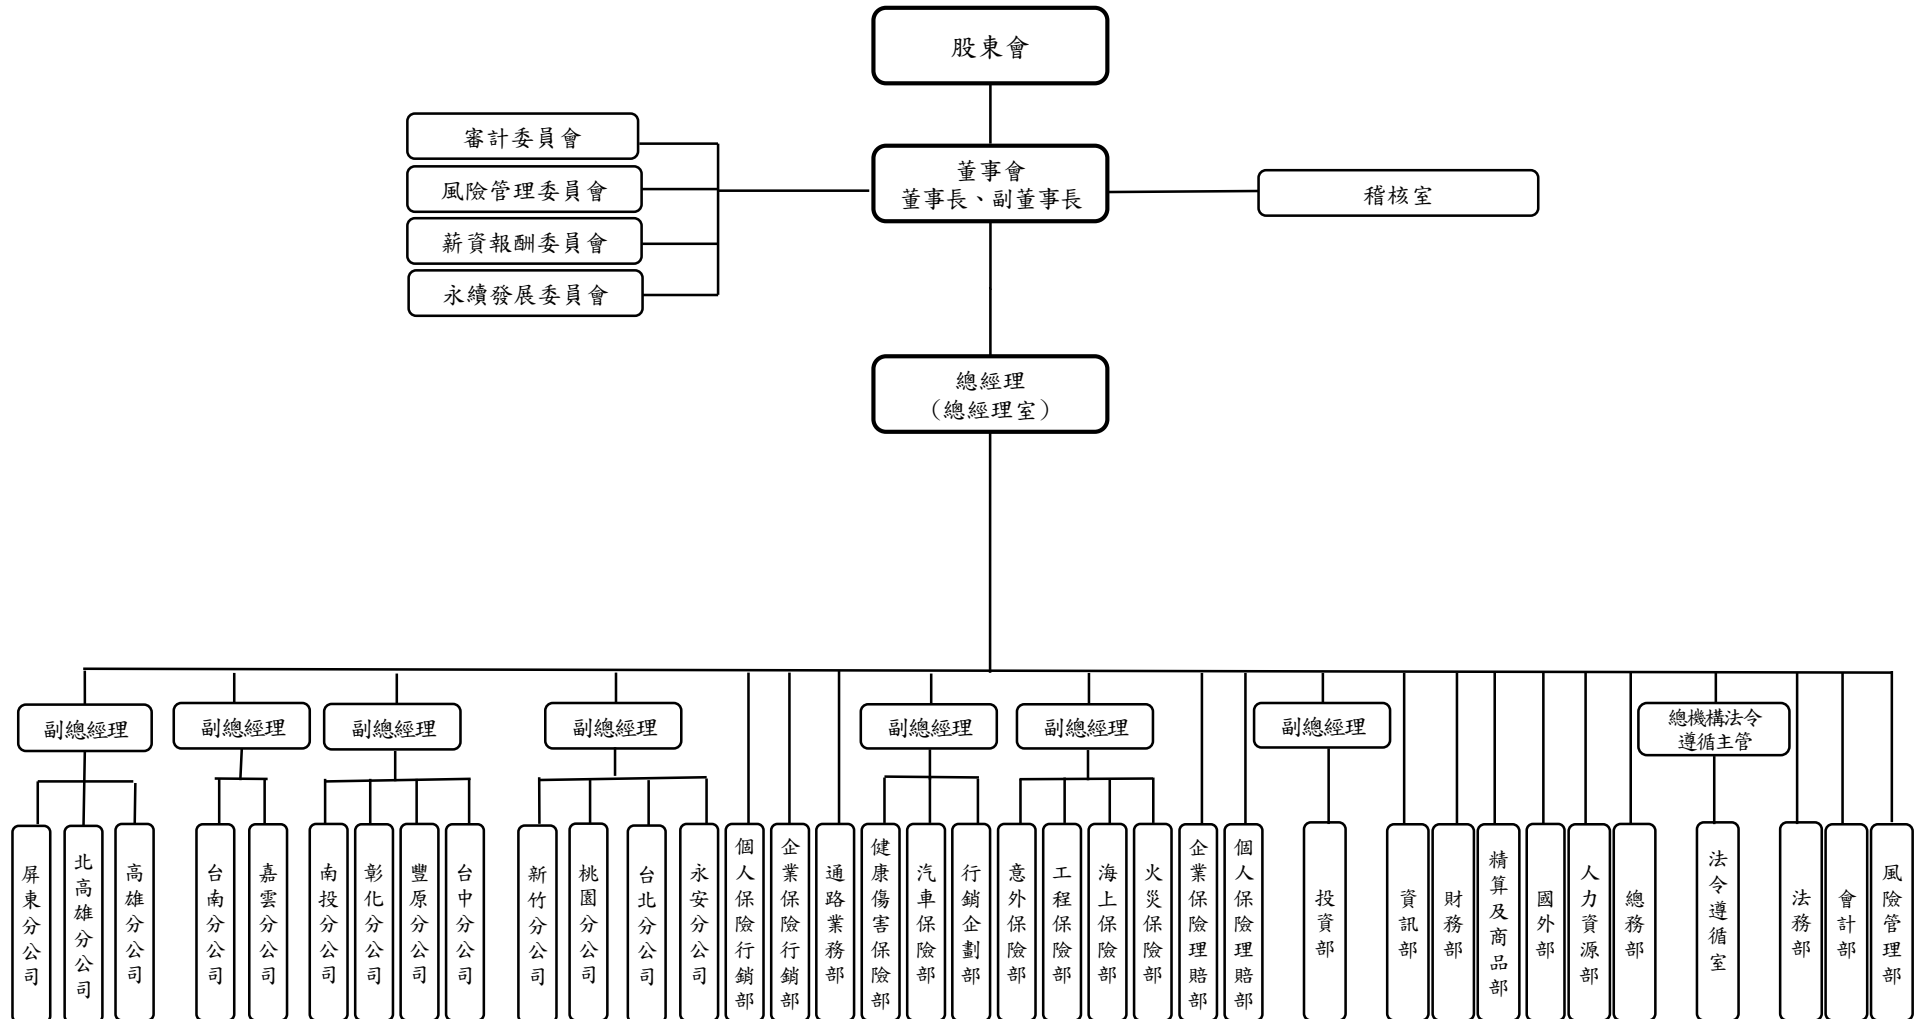 股東會
審計委員會
風險管理委員會
薪資報酬委員會
永續發展委員會
董事會
董事長、副董事長
稽核室
總經理
（總經理室）
副總經理
副總經理
副總經理
副總經理
副總經理
副總經理
副總經理
總機構法令
遵循主管
屏東分公司
北高雄分公司
高雄分公司
台南分公司
嘉雲分公司
南投分公司
彰化分公司
豐原分公司
台中分公司
新竹分公司
桃園分公司
台北分公司
永安分公司
個人保險行銷部
企業保險行銷部
通路業務部
健康傷害保險部
汽車保險部
行銷企劃部
意外保險部
工程保險部
海上保險部
火災保險部
企業保險理賠部
個人保險理賠部
投資部
資訊部
財務部
精算及商品部
國外部
人力資源部
總務部
法令遵循室
法務部
會計部
風險管理部